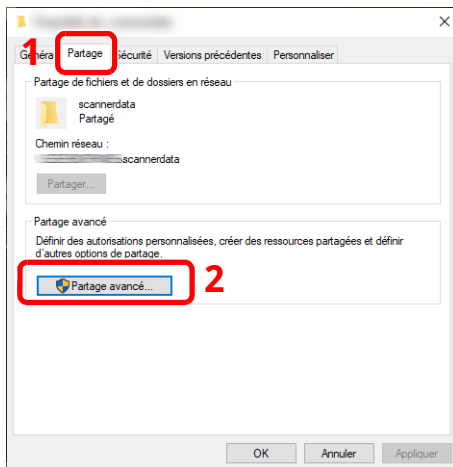 1
Généra Partage Sécurité Versions précédentes Personnaliser
Partage de fichiers et de dossiers en réseau
scannerdata
Partagé
Chemin réseau :
scannerdata
Partager...
Partage avancé
Définir des autorisations personnalisées, créer des ressources partagées et définir
d'autres options de partage.
Partage avancé...
2
OK Annuler Appliquer